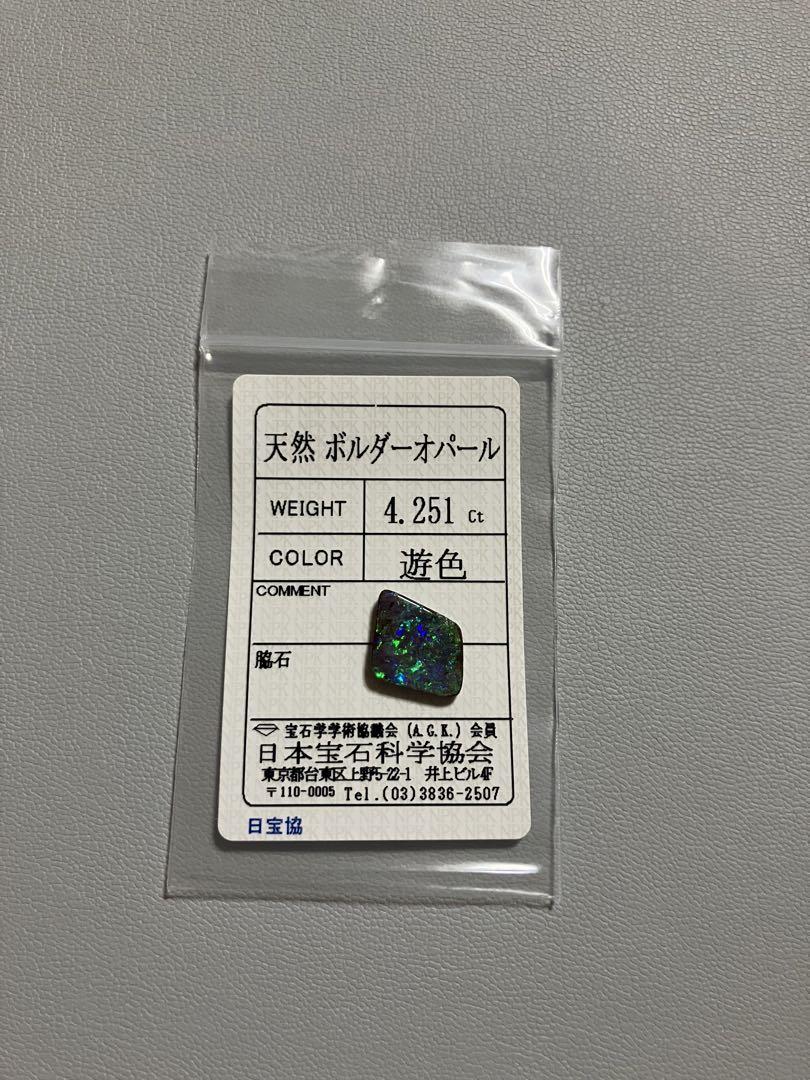 天然 ボルダーオパール
WEIGHT 4.251 Ct
COLOR 遊色
COMMENT
脇石
宝石学学術協議会 (A.G.K.) 会員
日本宝石科学協会
東京都台東区上野5-22-1 井上ビル4F
〒110-0005 Tel.(03)3836-2507
日宝協